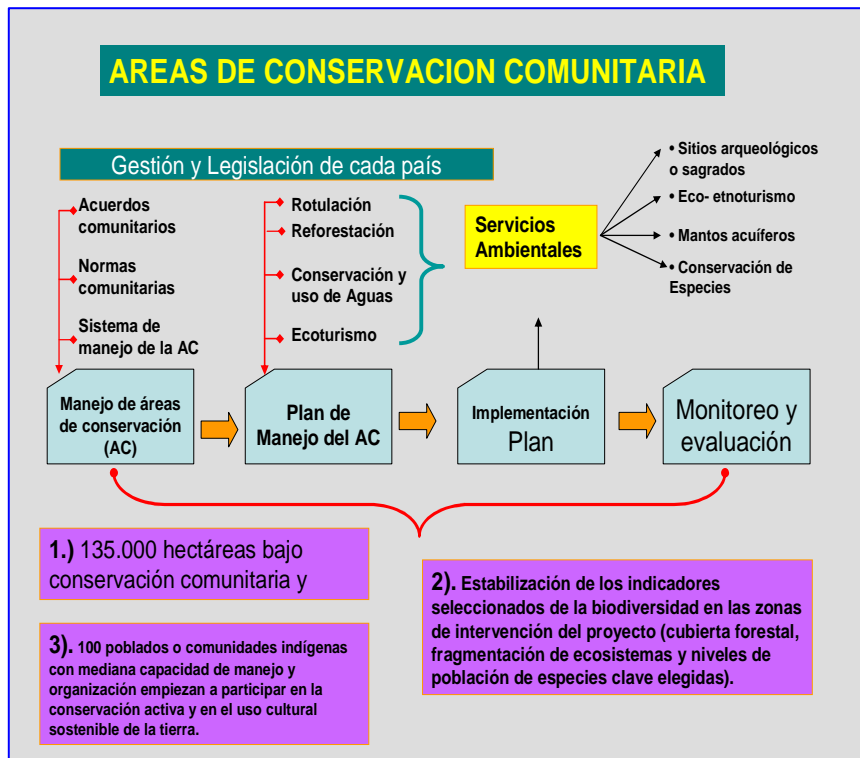 AREAS DE CONSERVACION COMUNITARIA
Gestión y Legislación de cada país
Acuerdos
comunitarios
Normas
comunitarias
Sistema de
manejo de la AC
Rotulación
Reforestación
Conservación y
uso de Aguas
Ecoturismo
Servicios
Ambientales
• Sitios arqueológicos
o sagrados
• Eco- etnoturismo
• Mantos acuíferos
• Conservación de
Especies
Manejo de áreas
de conservación
(AC)
Plan de
Manejo del AC
Implementación
Plan
Monitoreo y
evaluación
1.) 135.000 hectáreas bajo
conservación comunitaria y
2). Estabilización de los indicadores
seleccionados de la biodiversidad en las zonas
de intervención del proyecto (cubierta forestal,
fragmentación de ecosistemas y niveles de
población de especies clave elegidas).
3). 100 poblados o comunidades indígenas
con mediana capacidad de manejo y
organización empiezan a participar en la
conservación activa y en el uso cultural
sostenible de la tierra.